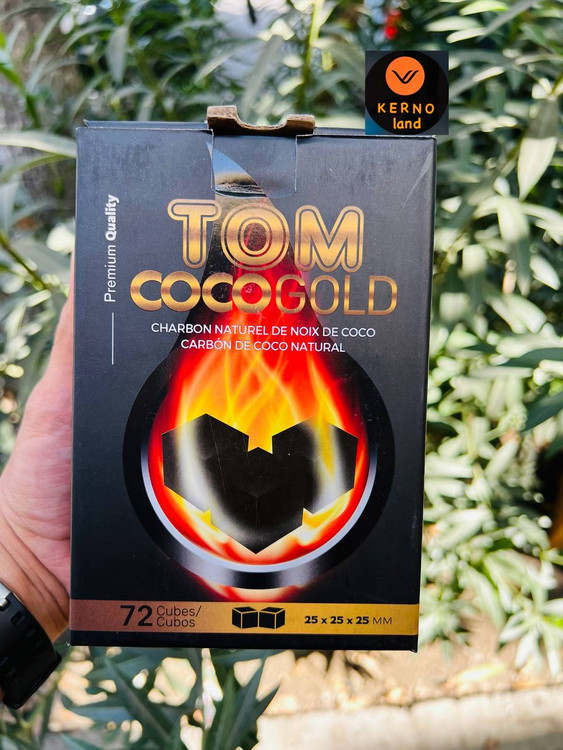 KERNO
land
Premium Quality
TOM
COCOGOLD
CHARBON NATUREL DE NOIX DE COCO
CARBÓN DE COCO NATURAL
72 Cubes/
Cubos
25 x 25 x 25 MM